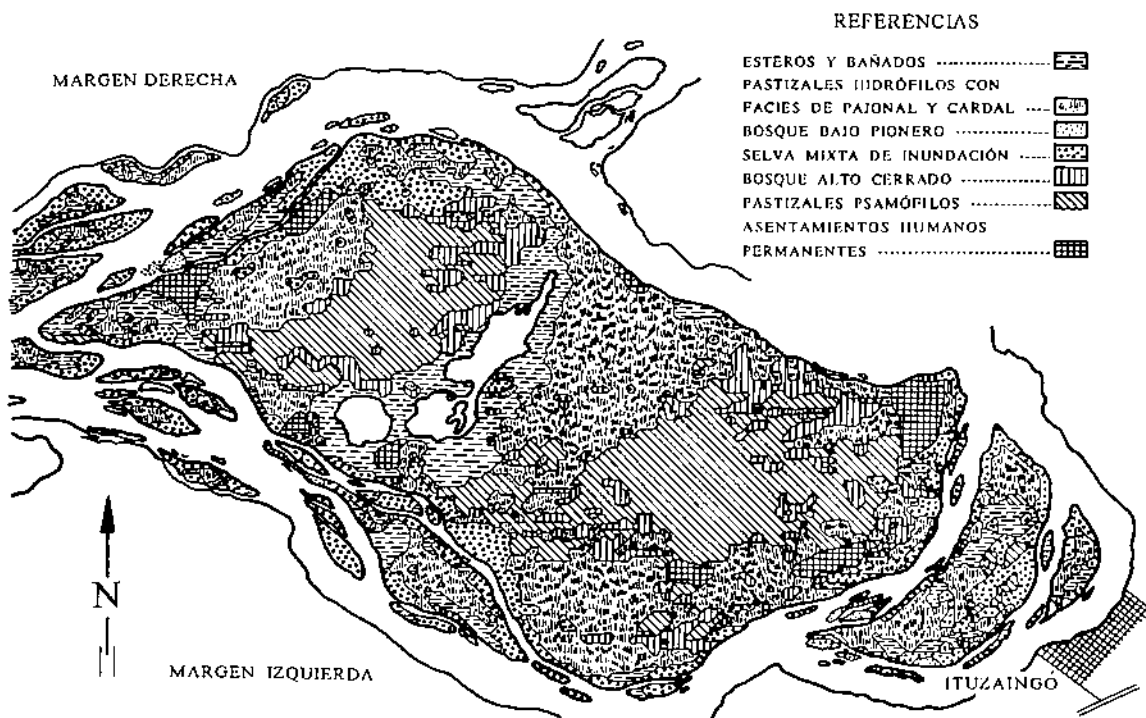 REFERENCIAS
MARGEN DERECHA
ESTEROS Y BAÑADOS
PASTIZALES HIDRÓFILOS CON
FACIES DE PAJONAL Y CARDAL
BOSQUE BAJO PIONERO
SELVA MIXTA DE INUNDACIÓN
BOSQUE ALTO CERRADO
PASTIZALES PSAMÓFILOS
ASENTAMIENTOS HUMANOS
PERMANENTES
N
MARGEN IZQUIERDA
ITUZAINGÓ